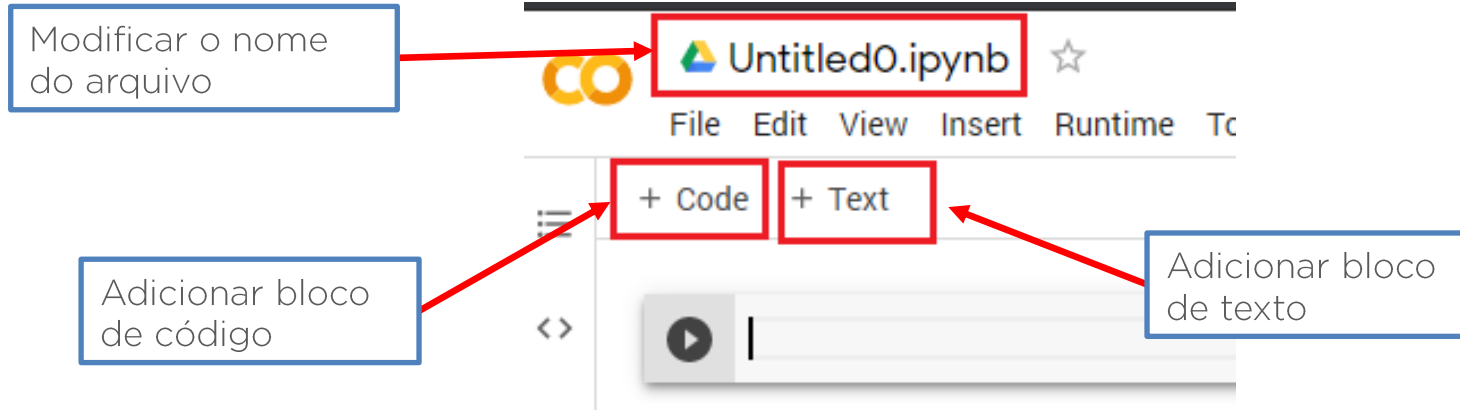 Modificar o nome
do arquivo
CO
Untitled0.ipynb
File Edit View Insert Runtime To
+ Code + Text
Adicionar bloco
de código
Adicionar bloco
de texto